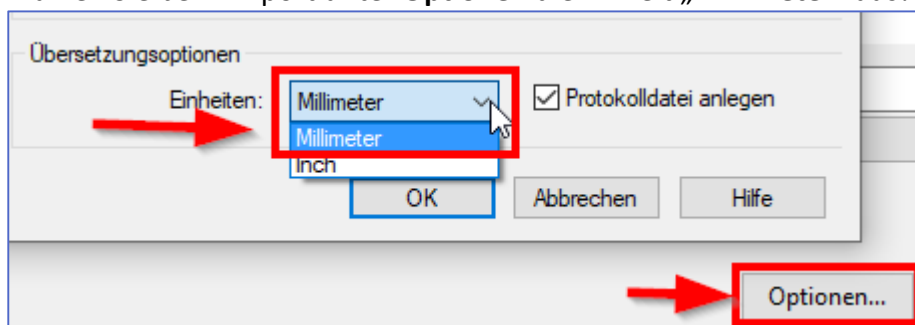 Übersetzungsoptionen
Einheiten: Millimeter Protokolldatei anlegen
Millimeter
Inch
OK Abbrechen Hilfe
Optionen...